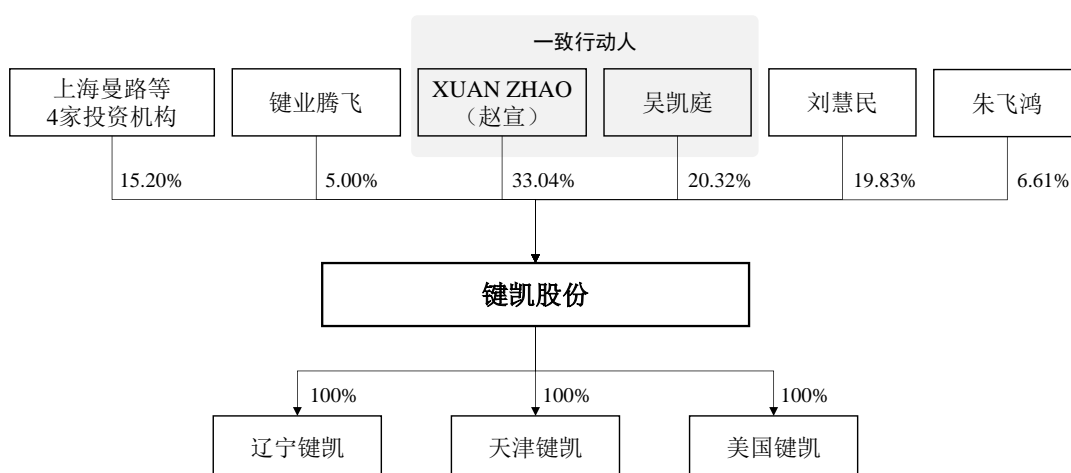 一致行动人
上海曼路等
4家投资机构
键业腾飞
XUAN ZHAO
（赵宣）
吴凯庭
刘慧民
朱飞鸿
15.20%
5.00%
33.04%
20.32%
19.83%
6.61%
键凯股份
100%
100%
100%
辽宁键凯
天津键凯
美国键凯